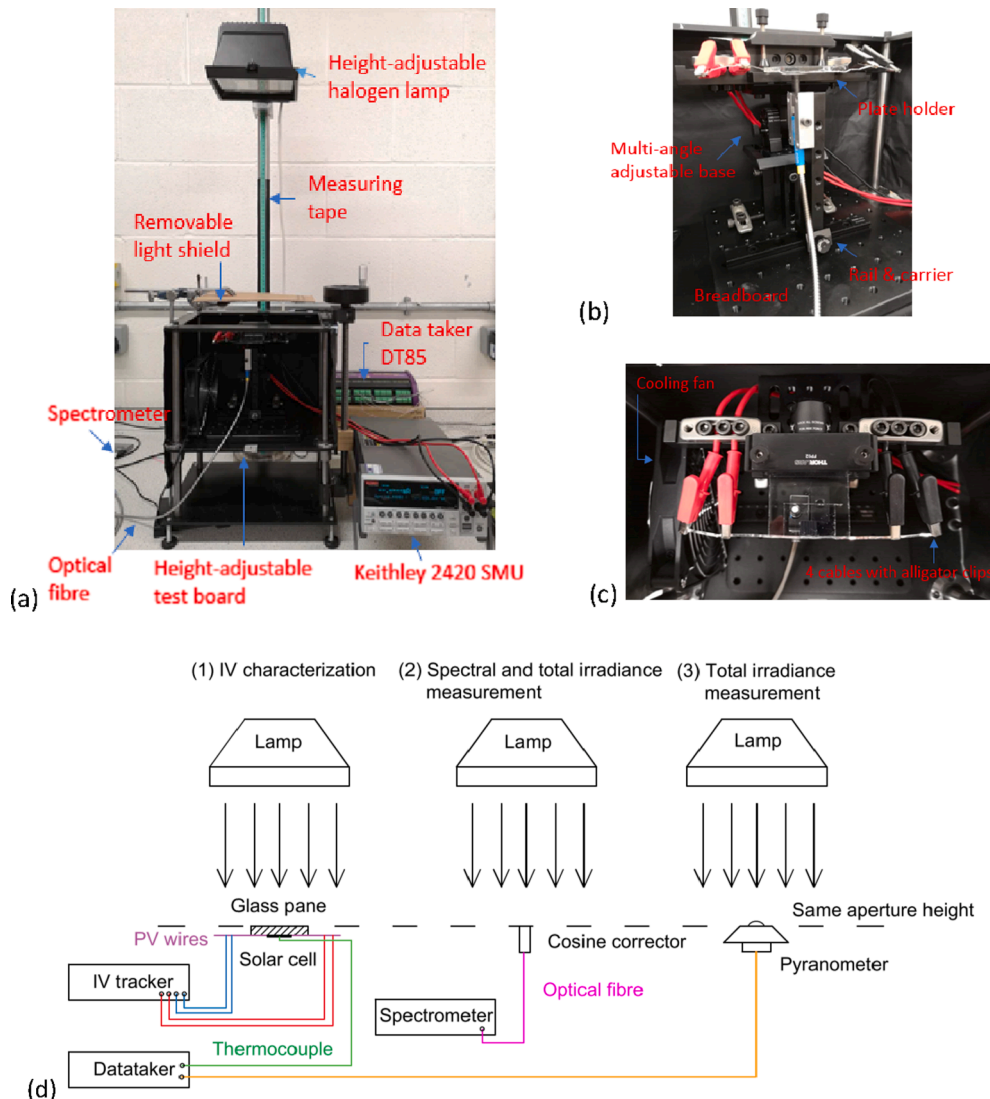 Height-adjustable
halogen lamp
Measuring
tape
Removable
light shield
Data taker
DT85
Spectrometer
Optical
fibre
Height-adjustable
test board
Keithley 2420 SMU
(a)
Plate holder
Multi-angle
adjustable base
Rail & carrier
Breadboard
(b)
Cooling fan
THORLABS
4 cables with alligator clips
(c)
(1) IV characterization
(2) Spectral and total irradiance
measurement
(3) Total irradiance
measurement
Lamp
Lamp
Lamp
Glass pane
Same aperture height
PV wires
Solar cell
Cosine corrector
Pyranometer
IV tracker
Optical fibre
Spectrometer
Thermocouple
Datataker
(d)